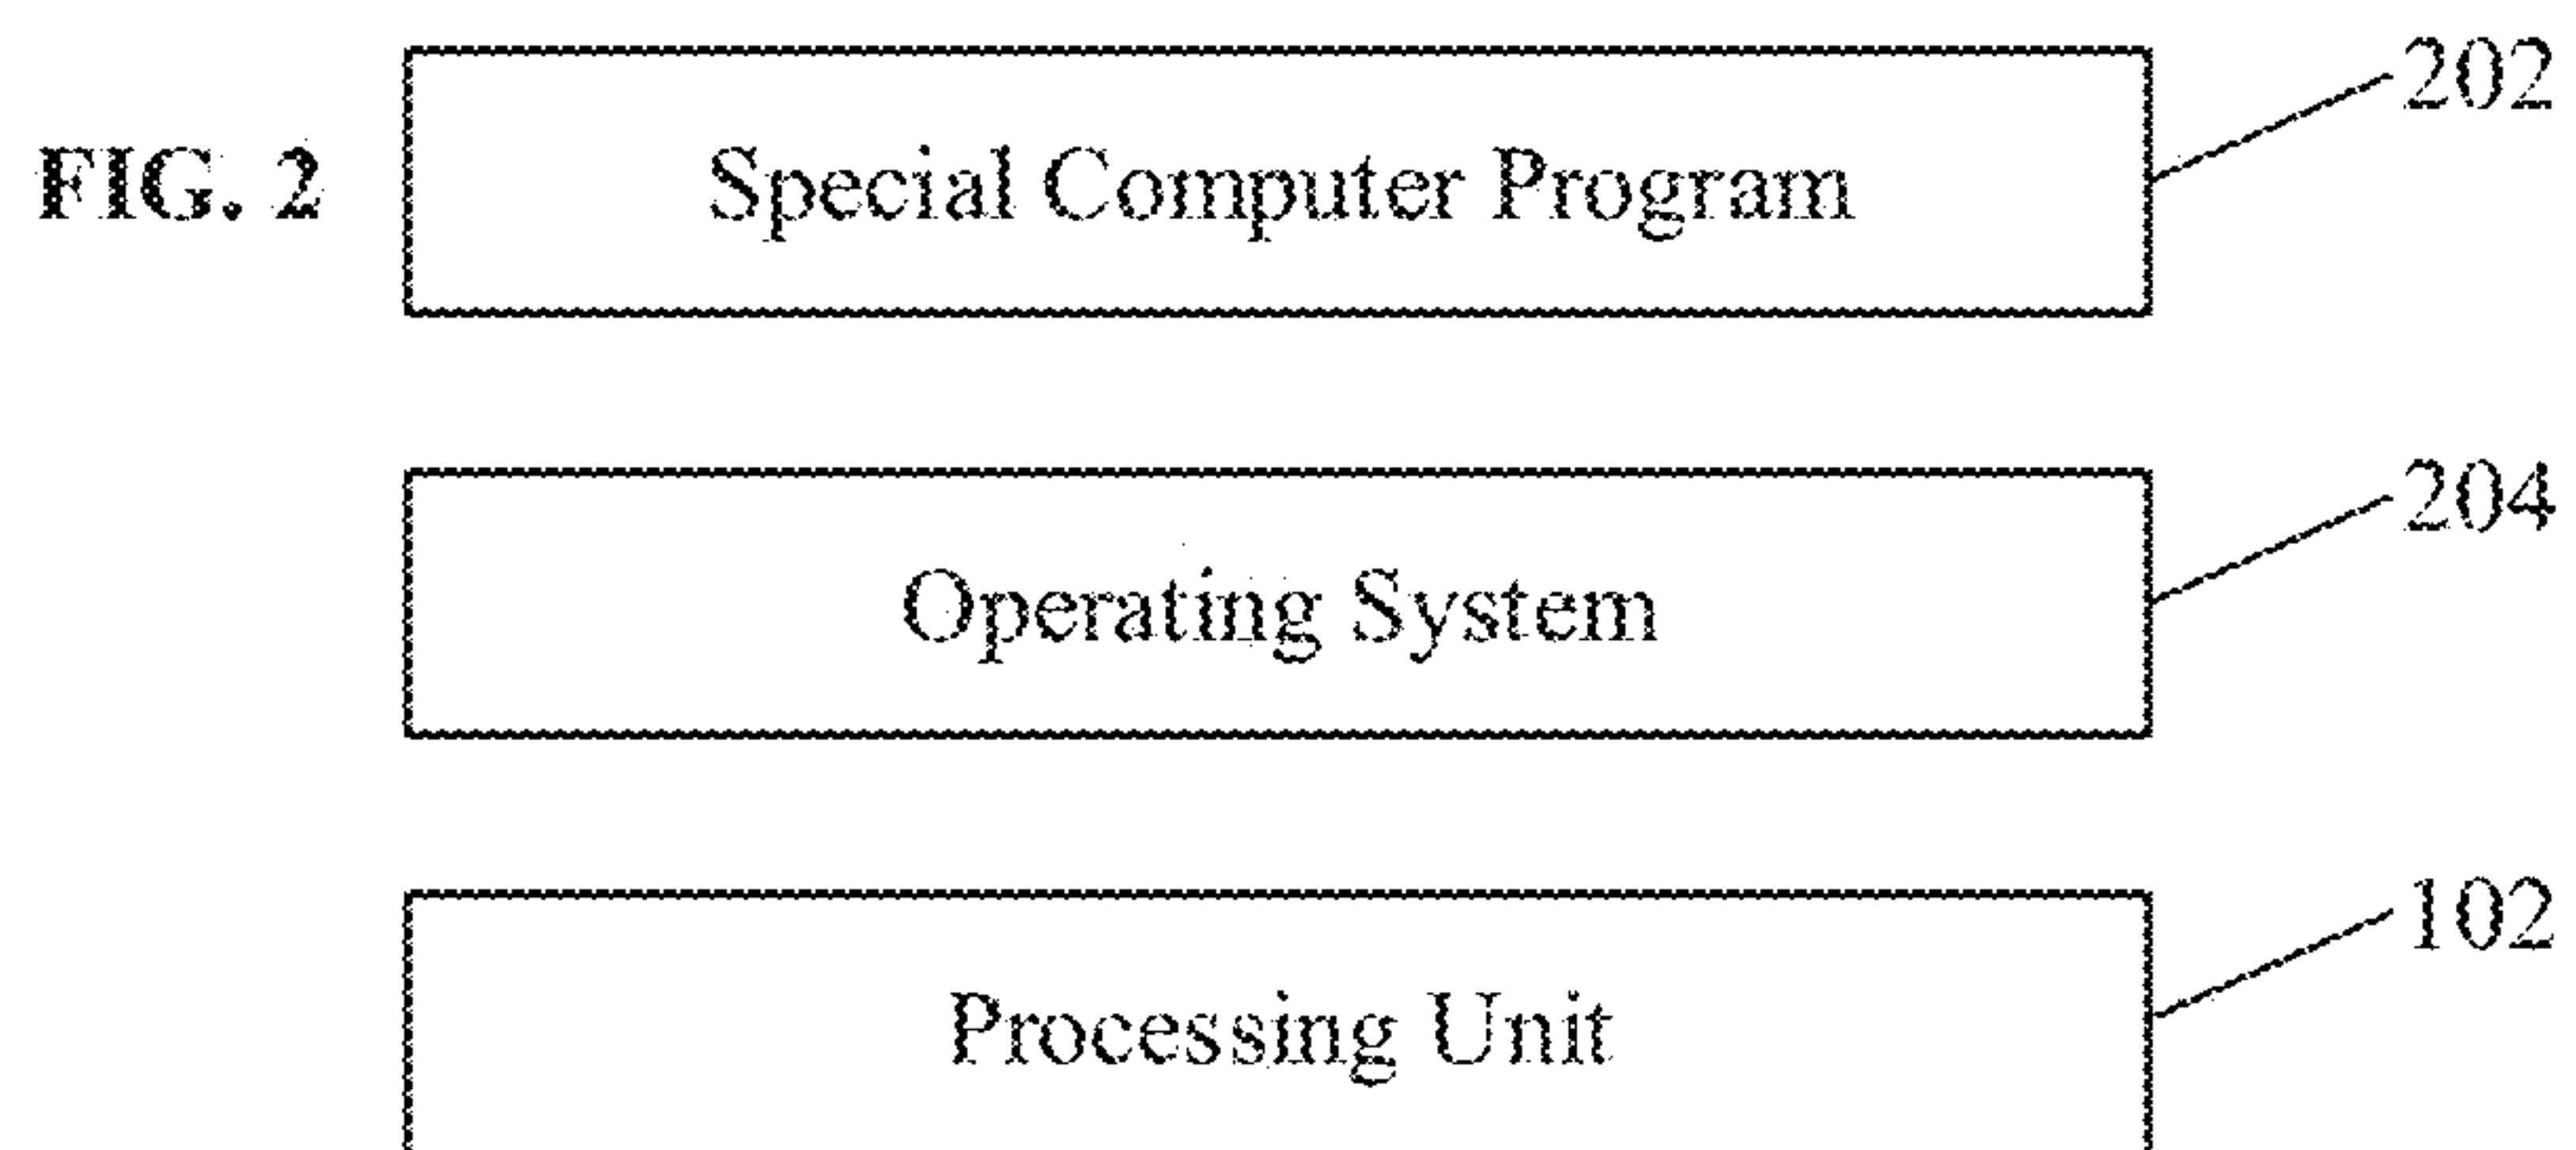 202
FIG. 2
Special Computer Program
204
Operating System
102
Processing Unit